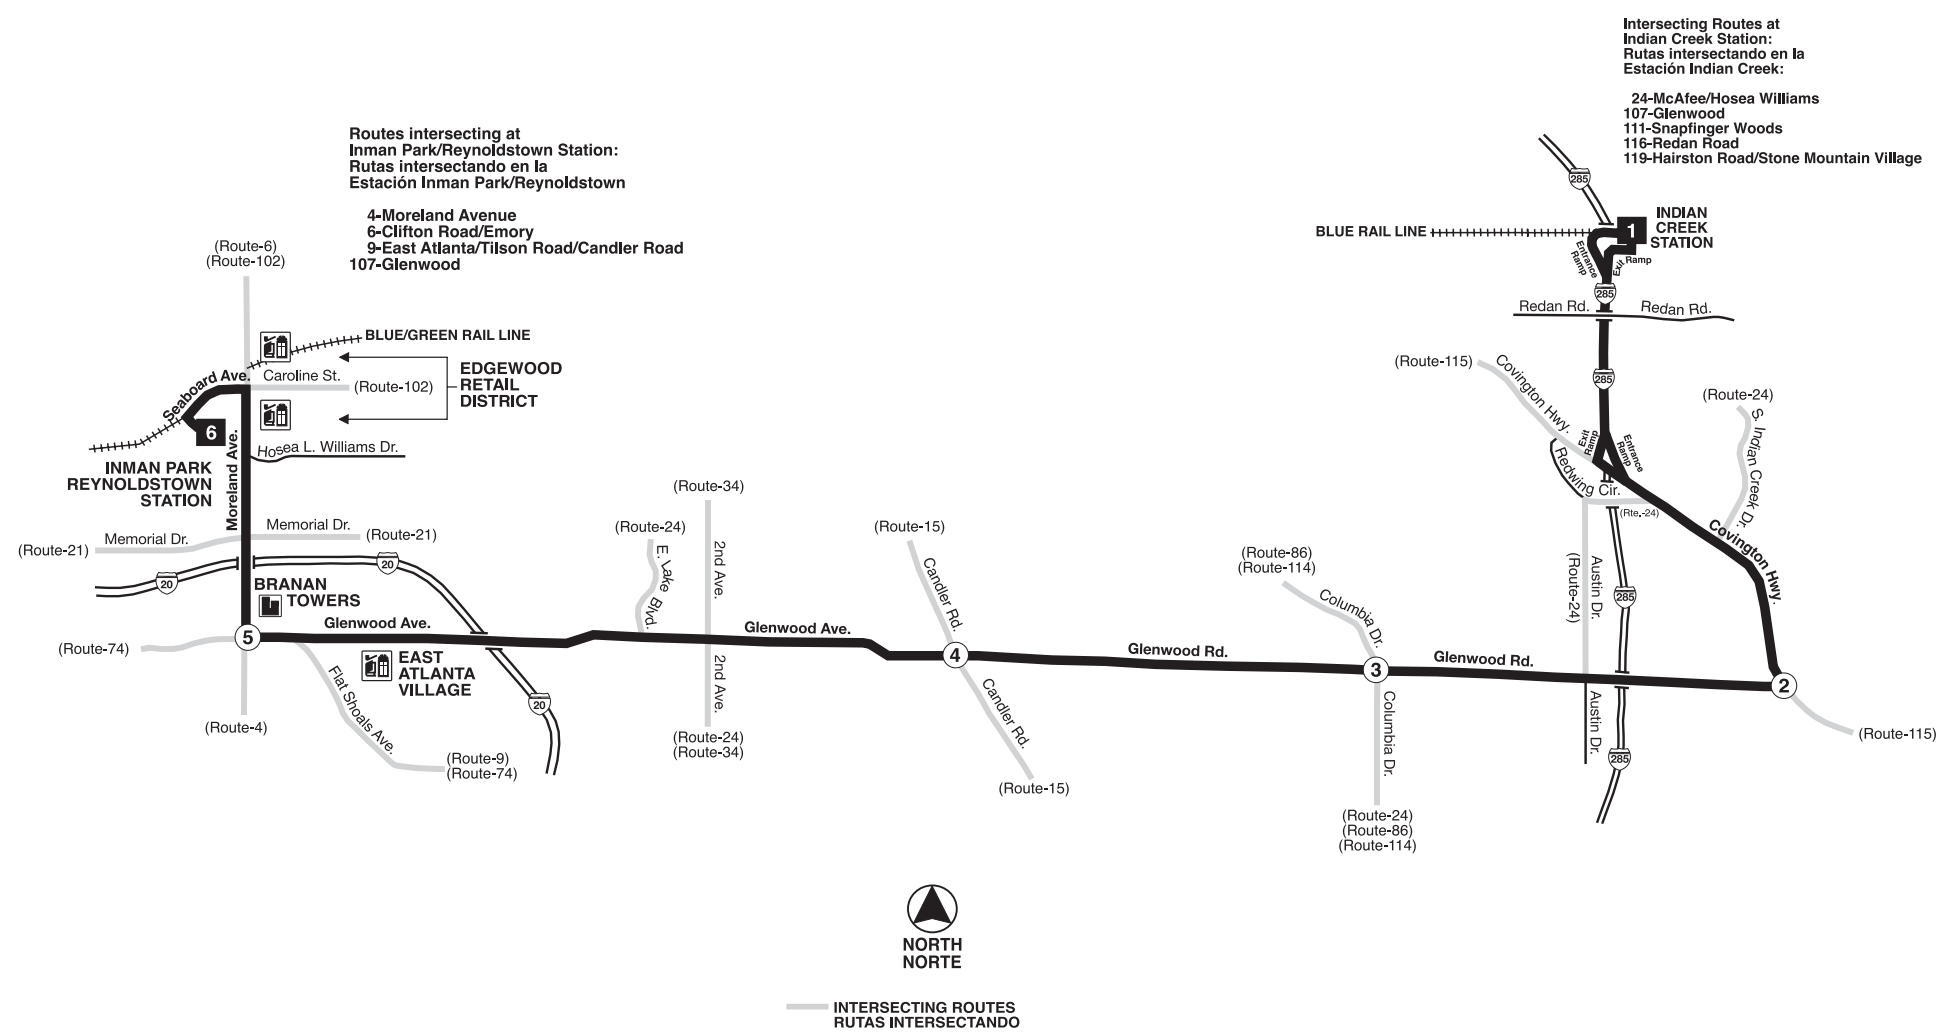 Intersecting Routes at
Indian Creek Station:
Rutas intersectando en la
Estación Indian Creek:
24-McAfee/Hosea Williams
107-Glenwood
111-Snapfinger Woods
116-Redan Road
119-Hairston Road/Stone Mountain Village
Routes intersecting at
Inman Park/Reynoldstown Station:
Rutas intersectando en la
Estación Inman Park/Reynoldstown
4-Moreland Avenue
6-Clifton Road/Emory
9-East Atlanta/Tilson Road/Candler Road
107-Glenwood
285
1
INDIAN
CREEK
STATION
BLUE RAIL LINE
Entrance
Ramp
Exit Ramp
285
Redan Rd.
Redan Rd.
(Route-6)
(Route-102)
BLUE/GREEN RAIL LINE
EDGEWOOD
RETAIL
DISTRICT
Seaboard Ave.
Caroline St.
(Route-102)
6
Moreland Ave.
Hosea L. Williams Dr.
INMAN PARK
REYNOLDSTOWN
STATION
(Route-115)
Covington Hwy.
285
(Route-24)
S. Indian Creek Dr.
Exit
Ramp
Entrance
Ramp
Redwing Cir.
(Rte.-24)
Covington Hwy.
(Route-21)
Memorial Dr.
Memorial Dr.
(Route-21)
20
20
BRANAN
TOWERS
(Route-24)
E. Lake Blvd.
(Route-34)
2nd Ave.
(Route-15)
Candler Rd.
(Route-86)
(Route-114)
Columbia Dr.
Austin Dr.
(Route-24)
285
(Route-74)
5
Glenwood Ave.
Glenwood Ave.
4
Glenwood Rd.
3
Glenwood Rd.
2
EAST
ATLANTA
VILLAGE
Flat Shoals Ave.
20
2nd Ave.
Candler Rd.
Columbia Dr.
Austin Dr.
285
(Route-115)
(Route-4)
(Route-9)
(Route-74)
(Route-24)
(Route-34)
(Route-15)
(Route-24)
(Route-86)
(Route-114)
NORTH
NORTE
INTERSECTING ROUTES
RUTAS INTERSECTANDO